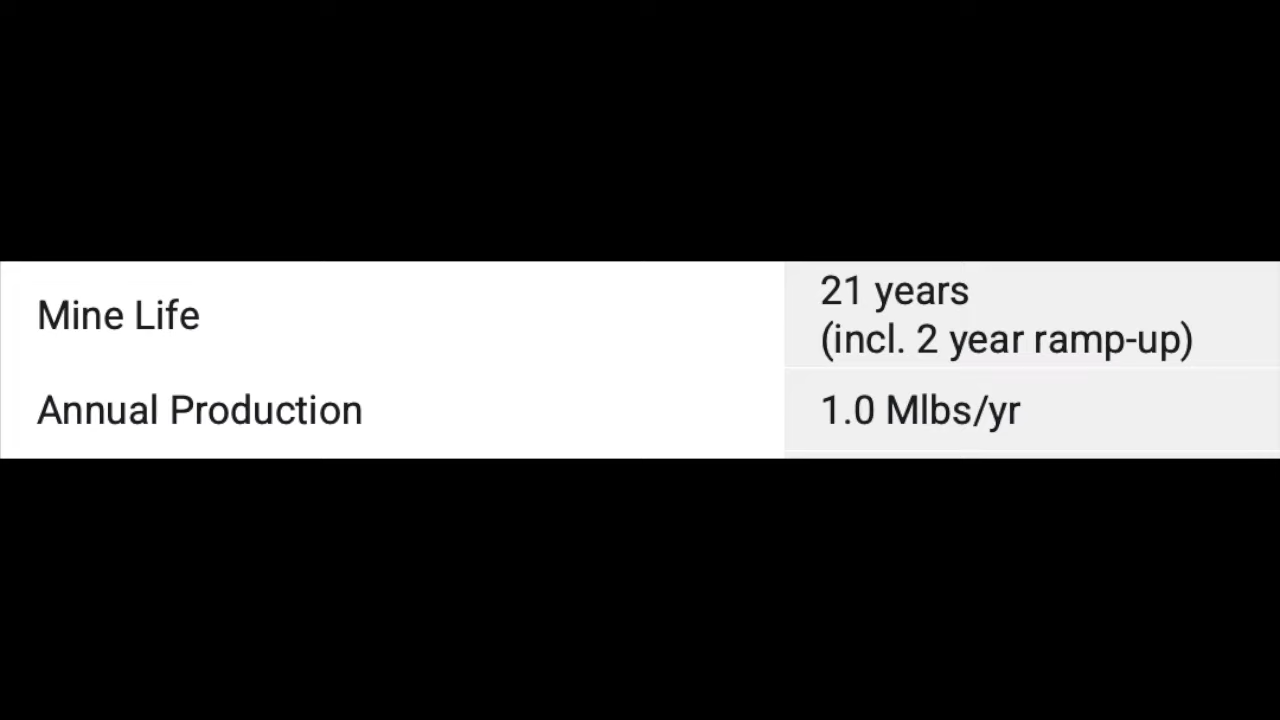 Mine Life
21 years
(incl. 2 year ramp-up)
Annual Production
1.0 Mlbs/yr